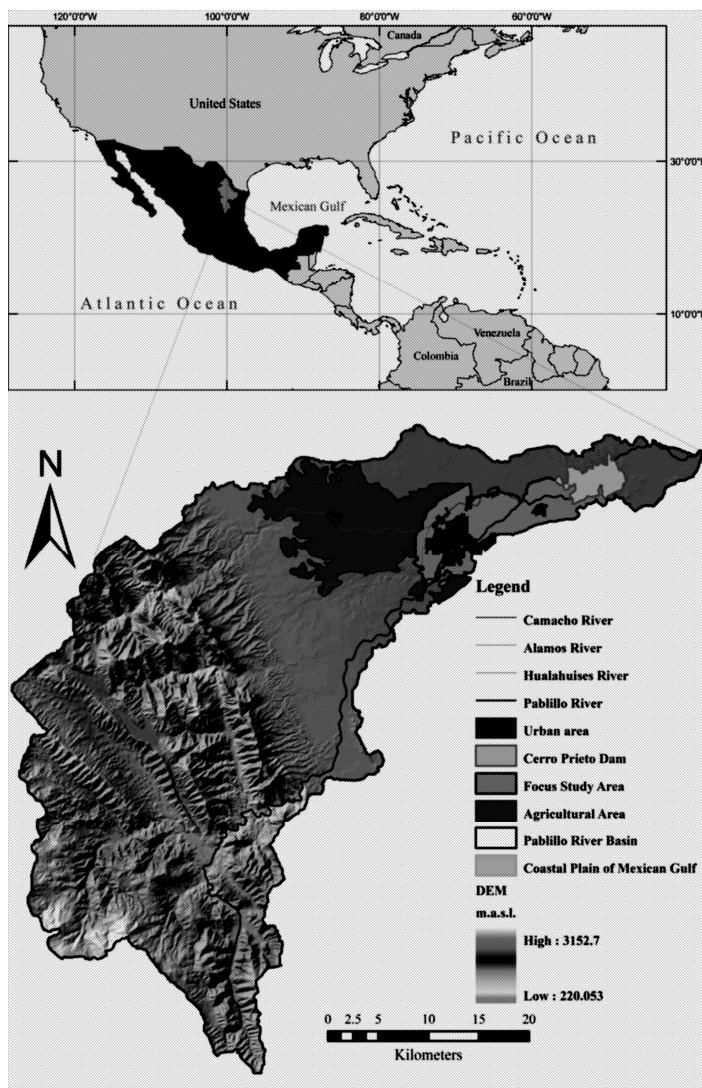 120°0'0"W 100°0'0"W 80°0'0"W 60°0'0"W
Canada
United States
Pacific Ocean
30°0'0"N
Mexican Gulf
Atlantic Ocean
10°0'0"N
Venezuela
Colombia
Brazil
N
Legend
Camacho River
Alamos River
Hualahuises River
Pablillo River
Urban area
Cerro Prieto Dam
Focus Study Area
Agricultural Area
Pablillo River Basin
Coastal Plain of Mexican Gulf
DEM
m.a.s.l.
High : 3152.7
Low : 220.053
0 2.5 5 10 15 20
Kilometers